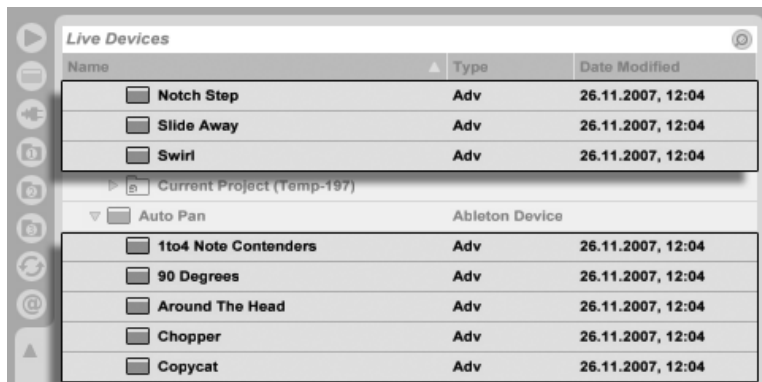 Live Devices
Name Type Date Modified
Notch Step Adv 26.11.2007, 12:04
Slide Away Adv 26.11.2007, 12:04
Swirl Adv 26.11.2007, 12:04
Current Project (Temp-197)
Auto Pan Ableton Device
1to4 Note Contenders Adv 26.11.2007, 12:04
90 Degrees Adv 26.11.2007, 12:04
Around The Head Adv 26.11.2007, 12:04
Chopper Adv 26.11.2007, 12:04
Copycat Adv 26.11.2007, 12:04
1
2
3
@